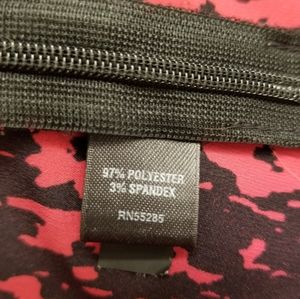 97% POLYESTER
3% SPANDEX
RN55285